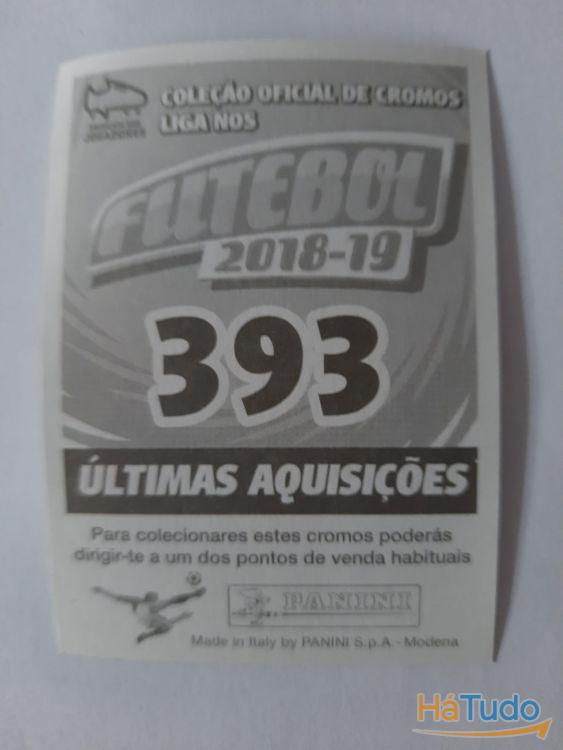 COLEÇÃO OFICIAL DE CROMOS
LIGA NOS
JOGADORES
FUTEBOL
2018-19
393
ÚLTIMAS AQUISIÇÕES
Para colecionares estes cromos poderás
dirigir-te a um dos pontos de venda habituais
PANINI
Made in Italy by PANINI S.p.A. - Modena
HáTudo